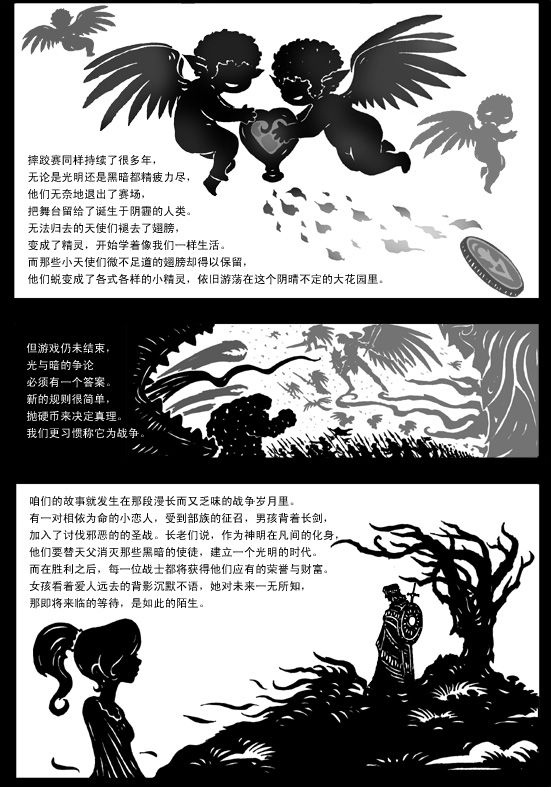 摔跤赛同样持续了很多年，
无论是光明还是黑暗都精疲力尽，
他们无奈地退出了赛场，
把舞台留给了诞生于阴霾的人类。
无法归去的天使们褪去了翅膀，
变成了精灵，开始学着像我们一样生活。
而那些小天使们微不足道的翅膀却得以保留，
他们蜕变成了各式各样的小精灵，依旧游荡在这个阴晴不定的大花园里。
但游戏仍未结束，
光与暗的争论
必须有一个答案。
新的规则很简单，
抛硬币来决定真理。
我们更习惯称它为战争。
咱们的故事就发生在那段漫长而又乏味的战争岁月里。
有一对相依为命的小恋人，受到部族的征召，男孩背着长剑，
加入了讨伐邪恶的的圣战。长老们说，作为神明在凡间的化身，
他们要替天父消灭那些黑暗的使徒，建立一个光明的时代。
而在胜利之后，每一位战士都将获得他们应有的荣誉与财富。
女孩看着爱人远去的背影沉默不语，她对未来一无所知，
那即将来临的等待，是如此的陌生。